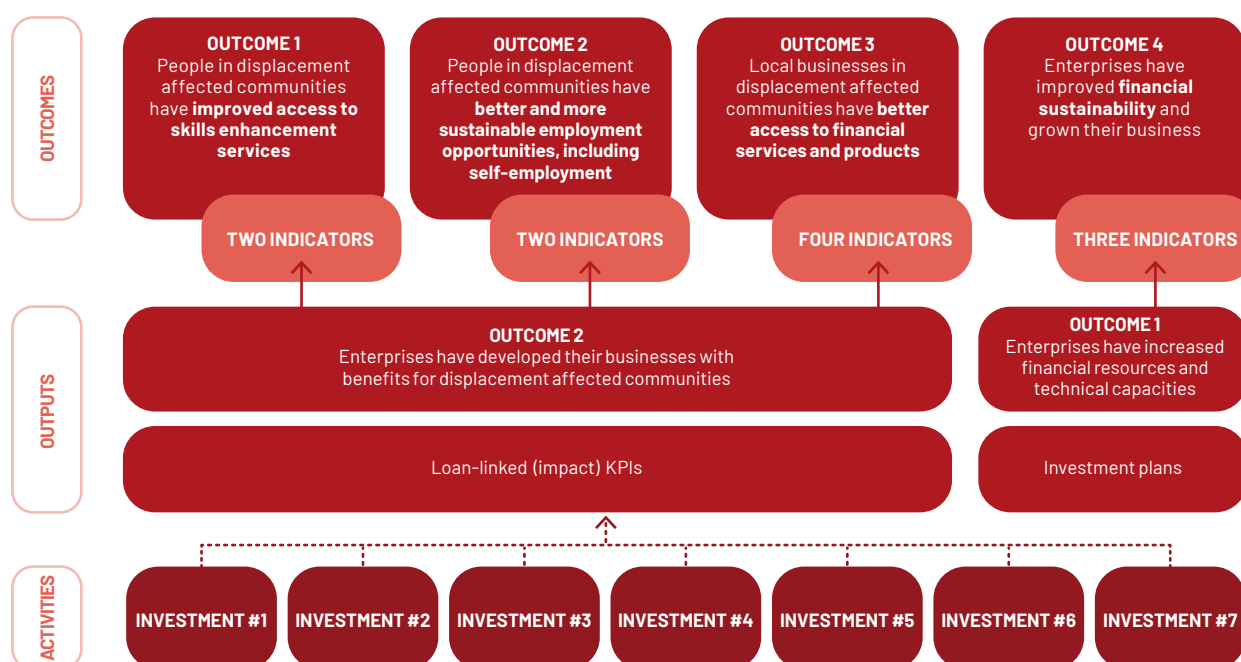 OUTCOMES
OUTCOME 1
People in displacement
affected communities
have improved access to
skills enhancement
services
OUTCOME 2
People in displacement
affected communities have
better and more
sustainable employment
opportunities, including
self-employment
OUTCOME 3
Local businesses in
displacement affected
communities have better
access to financial
services and products
OUTCOME 4
Enterprises have
improved financial
sustainability and
grown their business
TWO INDICATORS
TWO INDICATORS
FOUR INDICATORS
THREE INDICATORS
OUTPUTS
OUTCOME 2
Enterprises have developed their businesses with
benefits for displacement affected communities
OUTCOME 1
Enterprises have increased
financial resources and
technical capacities
Loan-linked (impact) KPIs
Investment plans
ACTIVITIES
INVESTMENT #1
INVESTMENT #2
INVESTMENT #3
INVESTMENT #4
INVESTMENT #5
INVESTMENT #6
INVESTMENT #7